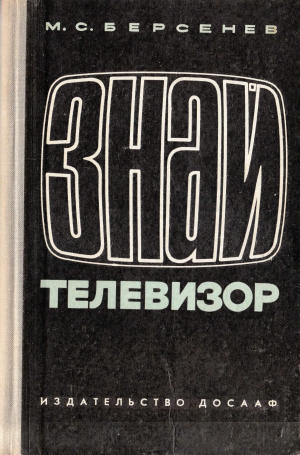 М. С. БЕРСЕНЕВ
ЗНАЙ
ТЕЛЕВИЗОР
ИЗДАТЕЛЬСТВО ДОСААФ